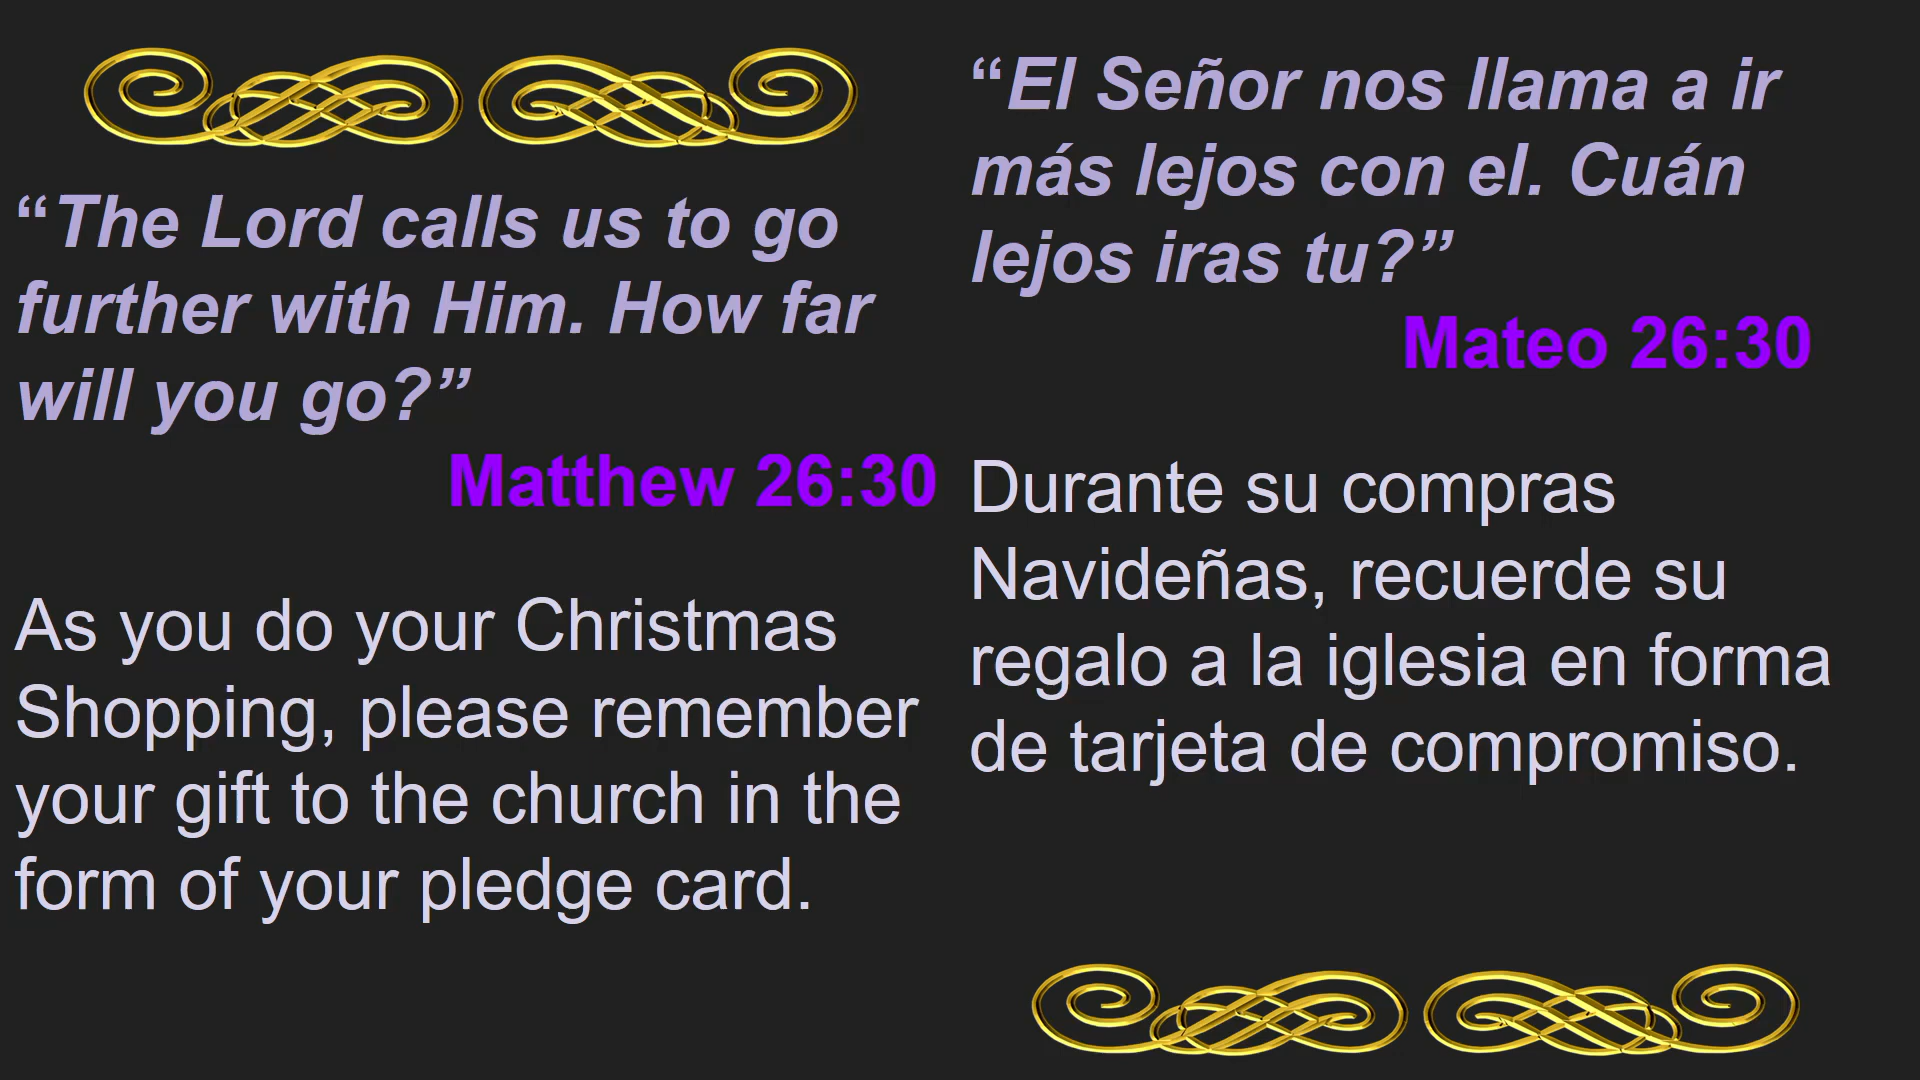 “The Lord calls us to go
further with Him. How far
will you go?”
Matthew 26:30
As you do your Christmas
Shopping, please remember
your gift to the church in the
form of your pledge card.
“El Señor nos llama a ir
más lejos con el. Cuán
lejos iras tu?”
Mateo 26:30
Durante su compras
Navideñas, recuerde su
regalo a la iglesia en forma
de tarjeta de compromiso.